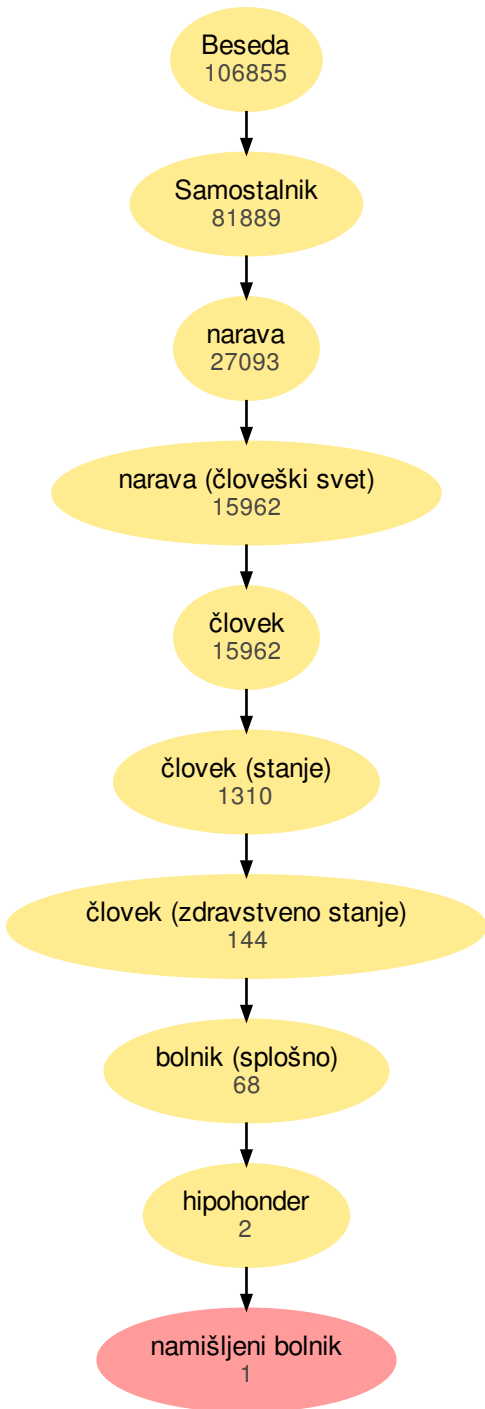 Beseda
106855
Samostalnik
81889
narava
27093
narava (človeški svet)
15962
človek
15962
človek (stanje)
1310
človek (zdravstveno stanje)
144
bolnik (splošno)
68
hipohonder
2
namišljeni bolnik
1